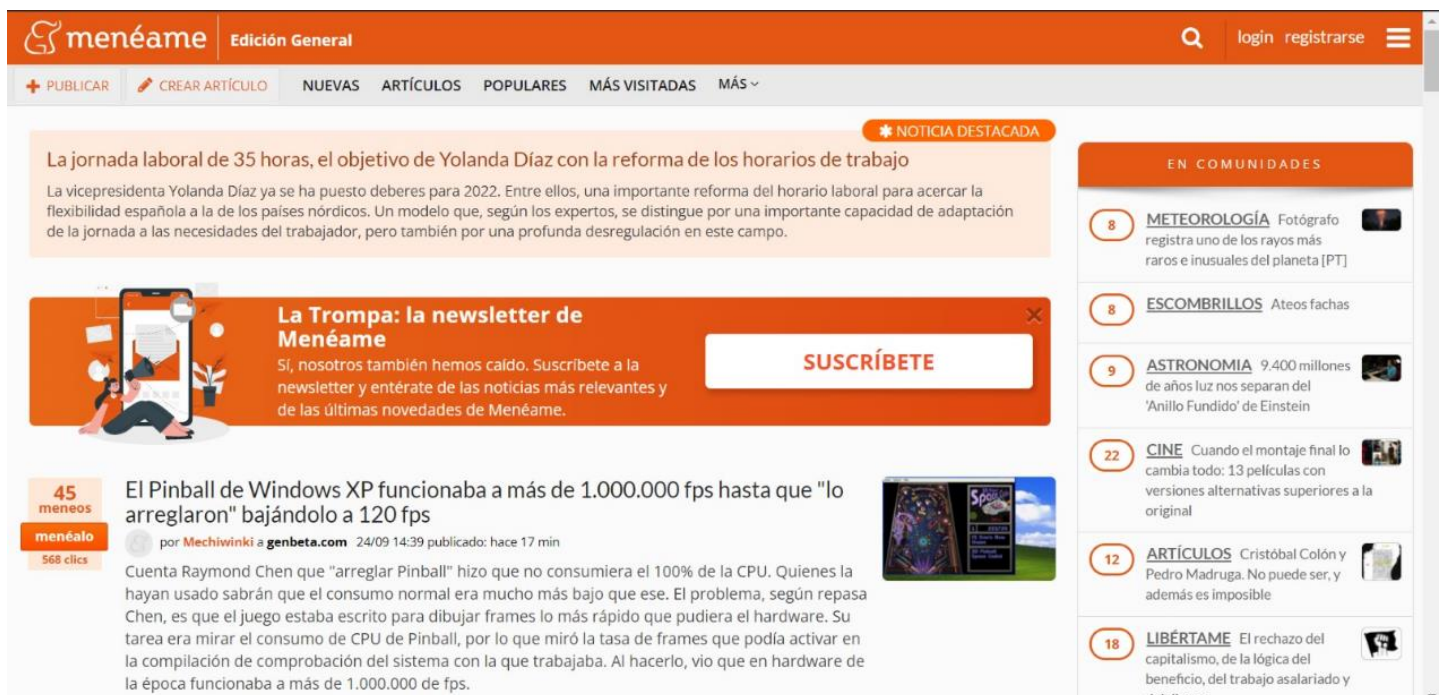 menéame
Edición General
login registrarse
PUBLICAR
CREAR ARTÍCULO
NUEVAS
ARTÍCULOS
POPULARES
MÁS VISITADAS
MÁS
NOTICIA DESTACADA
La jornada laboral de 35 horas, el objetivo de Yolanda Díaz con la reforma de los horarios de trabajo
La vicepresidenta Yolanda Díaz ya se ha puesto deberes para 2022. Entre ellos, una importante reforma del horario laboral para acercar la
flexibilidad española a la de los países nórdicos. Un modelo que, según los expertos, se distingue por una importante capacidad de adaptación
de la jornada a las necesidades del trabajador, pero también por una profunda desregulación en este campo.
La Trompa: la newsletter de
Menéame
Sí, nosotros también hemos caído. Suscríbete a la
newsletter y entérate de las noticias más relevantes y
de las últimas novedades de Menéame.
SUSCRÍBETE
45
meneos
menéalo
568 clics
El Pinball de Windows XP funcionaba a más de 1.000.000 fps hasta que "lo
arreglaron" bajándolo a 120 fps
por Mechiwinki a genbeta.com 24/09 14:39 publicado: hace 17 min
Cuenta Raymond Chen que "arreglar Pinball" hizo que no consumiera el 100% de la CPU. Quienes la
hayan usado sabrán que el consumo normal era mucho más bajo que ese. El problema, según repasa
Chen, es que el juego estaba escrito para dibujar frames lo más rápido que pudiera el hardware. Su
tarea era mirar el consumo de CPU de Pinball, por lo que miró la tasa de frames que podía activar en
la compilación de comprobación del sistema con la que trabajaba. Al hacerlo, vio que en hardware de
la época funcionaba a más de 1.000.000 de fps.
EN COMUNIDADES
8
METEOROLOGÍA Fotógrafo
registra uno de los rayos más
raros e inusuales del planeta [PT]
8
ESCOMBRILLOS Ateos fachas
9
ASTRONOMIA 9.400 millones
de años luz nos separan del
'Anillo Fundido' de Einstein
22
CINE Cuando el montaje final lo
cambia todo: 13 películas con
versiones alternativas superiores a la
original
12
ARTÍCULOS Cristóbal Colón y
Pedro Madruga. No puede ser, y
además es imposible
18
LIBÉRTAME El rechazo del
capitalismo, de la lógica del
beneficio, del trabajo asalariado y